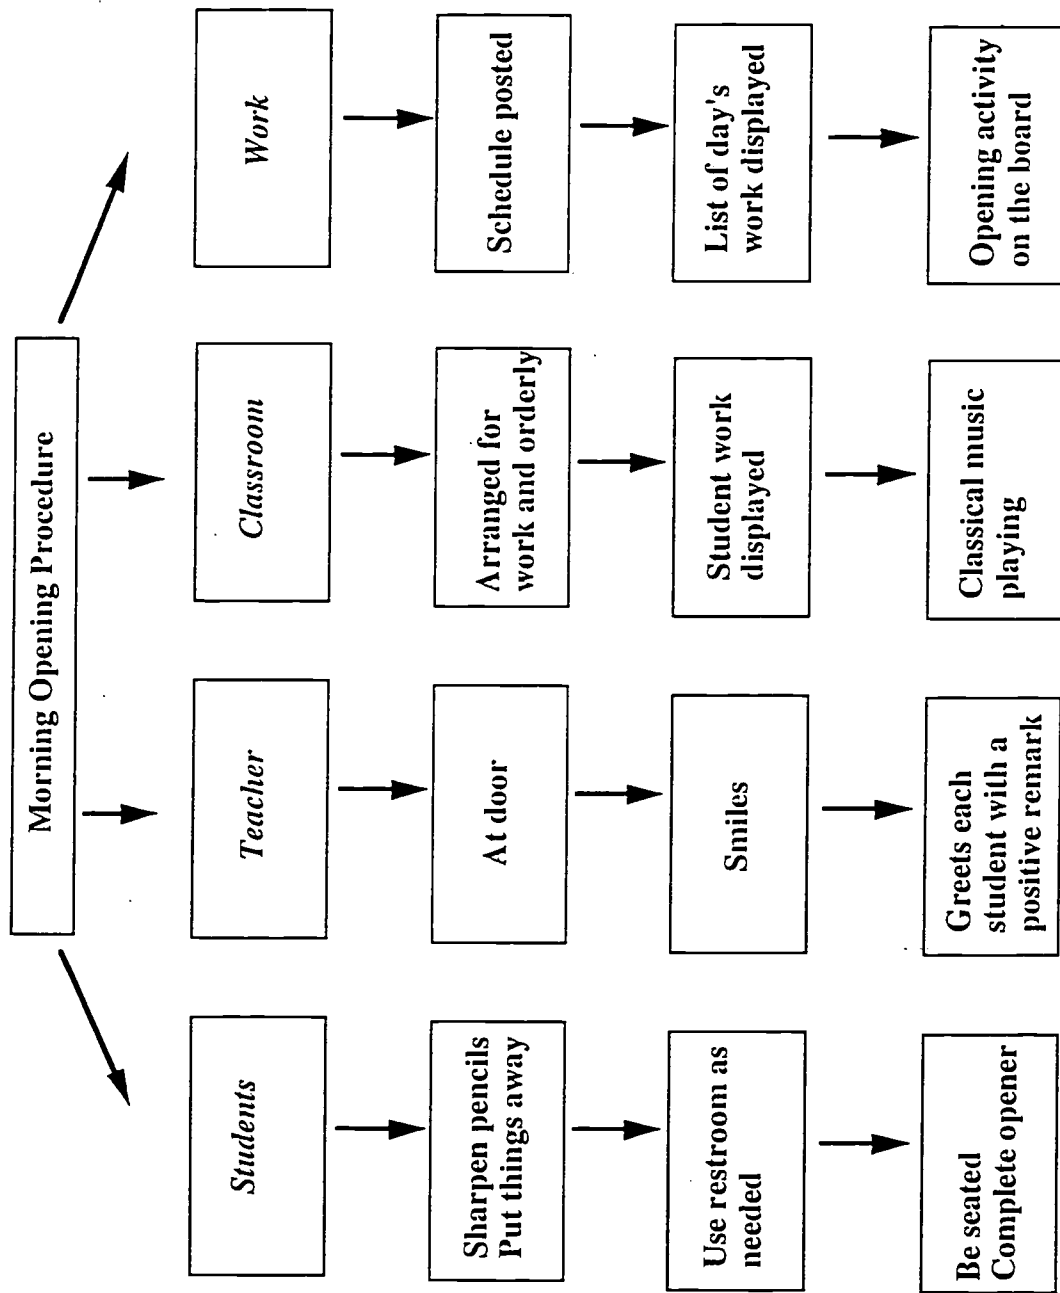 Morning Opening Procedure
Students
Sharpen pencils
Put things away
Use restroom as
needed
Be seated
Complete opener
Teacher
At door
Smiles
Greets each
student with a
positive remark
Classroom
Arranged for
work and orderly
Student work
displayed
Classical music
playing
Work
Schedule posted
List of day's
work displayed
Opening activity
on the board